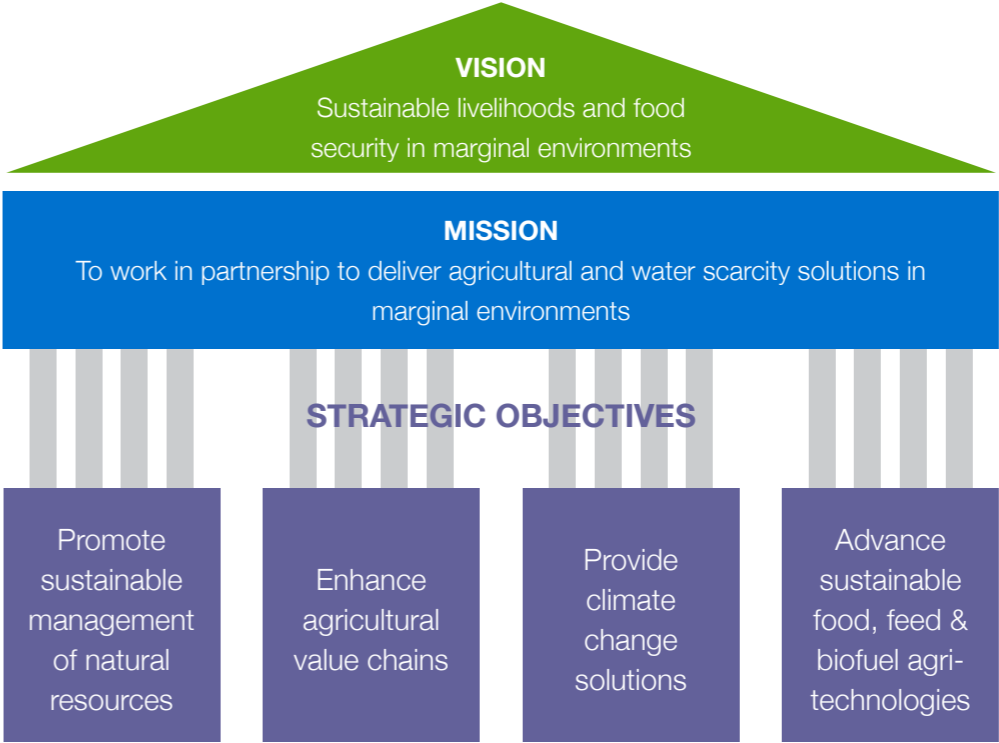 VISION
Sustainable livelihoods and food
security in marginal environments
MISSION
To work in partnership to deliver agricultural and water scarcity solutions in
marginal environments
STRATEGIC OBJECTIVES
Promote
sustainable
management
of natural
resources
Enhance
agricultural
value chains
Provide
climate
change
solutions
Advance
sustainable
food, feed &
biofuel agri-
technologies